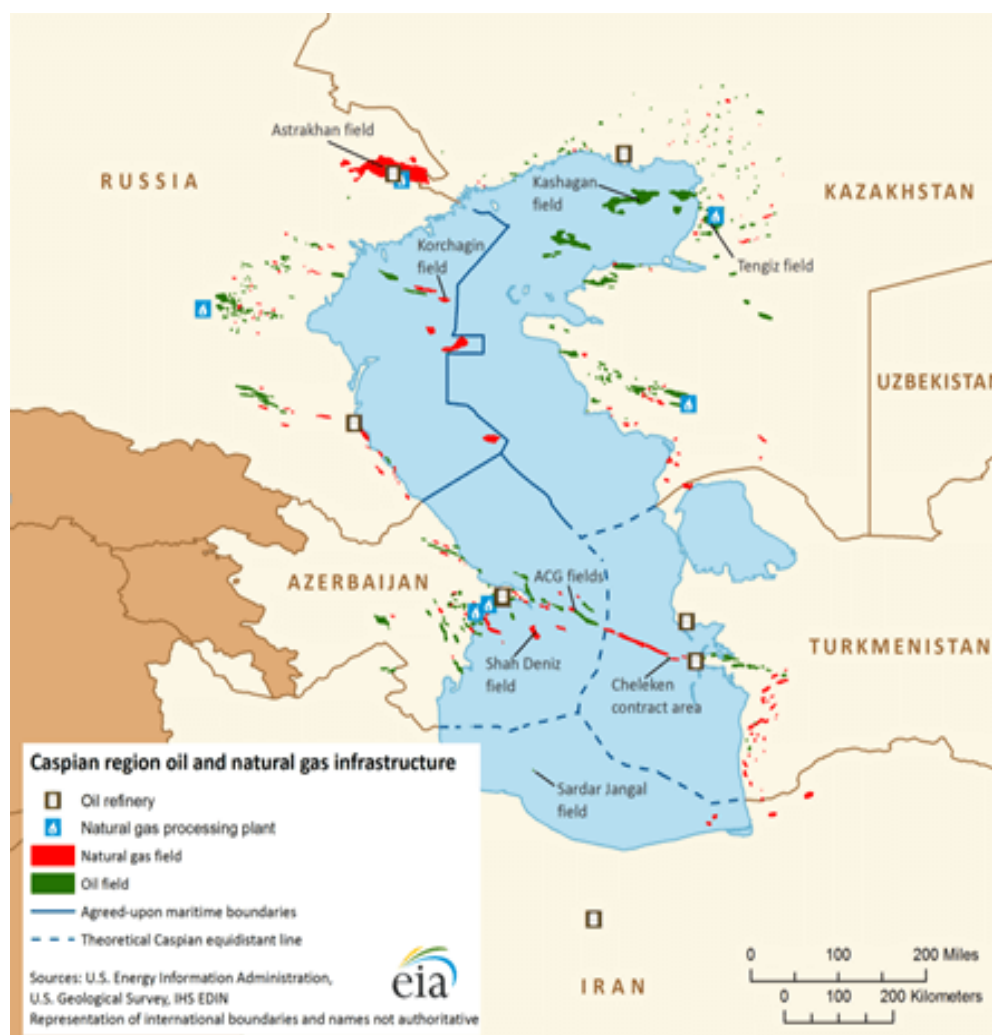 Astrakhan field
RUSSIA
Kashagan
field
KAZAKHSTAN
Korchagin
field
Tengiz field
UZBEKISTAN
AZERBAIJAN
ACG fields
Shah Deniz
field
TURKMENISTAN
Cheleken
contract area
Sardar Jangal
field
IRAN
Caspian region oil and natural gas infrastructure
Oil refinery
Natural gas processing plant
Natural gas field
Oil field
Agreed-upon maritime boundaries
Theoretical Caspian equidistant line
Sources: U.S. Energy Information Administration,
U.S. Geological Survey, IHS EDIN
Representation of international boundaries and names not authoritative
eia
0 100 200 Miles
0 100 200 Kilometers